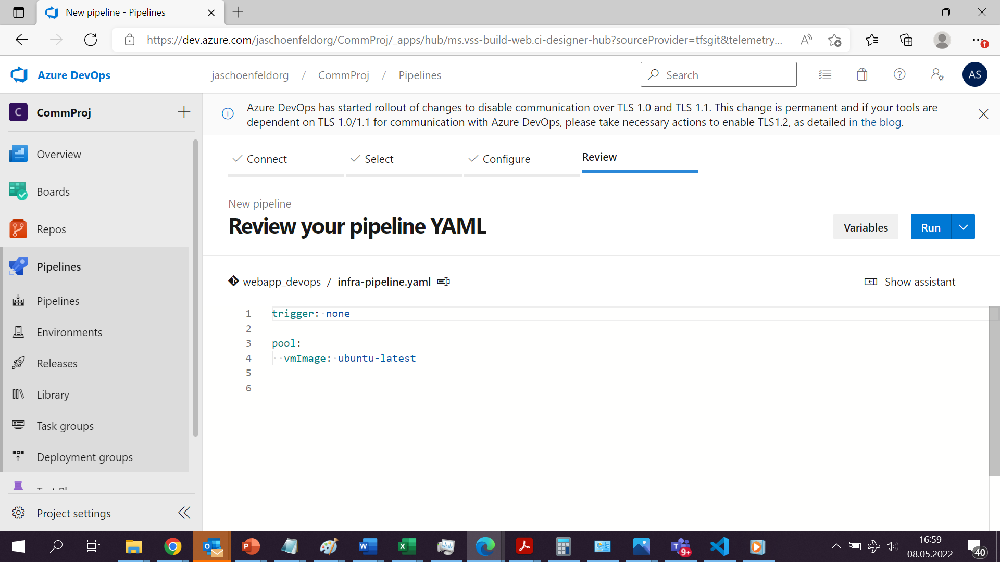 New pipeline - Pipelines
https://dev.azure.com/jaschoenfeldorg/CommProj/_apps/hub/ms.vss-build-web.ci-designer-hub?sourceProvider=tfsgit&telemetry...
Azure DevOps
jaschoenfeldorg / CommProj / Pipelines
Search
AS
C CommProj
Azure DevOps has started rollout of changes to disable communication over TLS 1.0 and TLS 1.1. This change is permanent and if your tools are
dependent on TLS 1.0/1.1 for communication with Azure DevOps, please take necessary actions to enable TLS1.2, as detailed in the blog.
Overview
Boards
Repos
Pipelines
Pipelines
Environments
Releases
Library
Task groups
Deployment groups
Test Plans
Project settings
Connect
Select
Configure
Review
New pipeline
Review your pipeline YAML
Variables
Run
webapp_devops / infra-pipeline.yaml
Show assistant
1 trigger: none
2
3 pool:
4 vmImage: ubuntu-latest
5
6
9+
16:59
08.05.2022
40